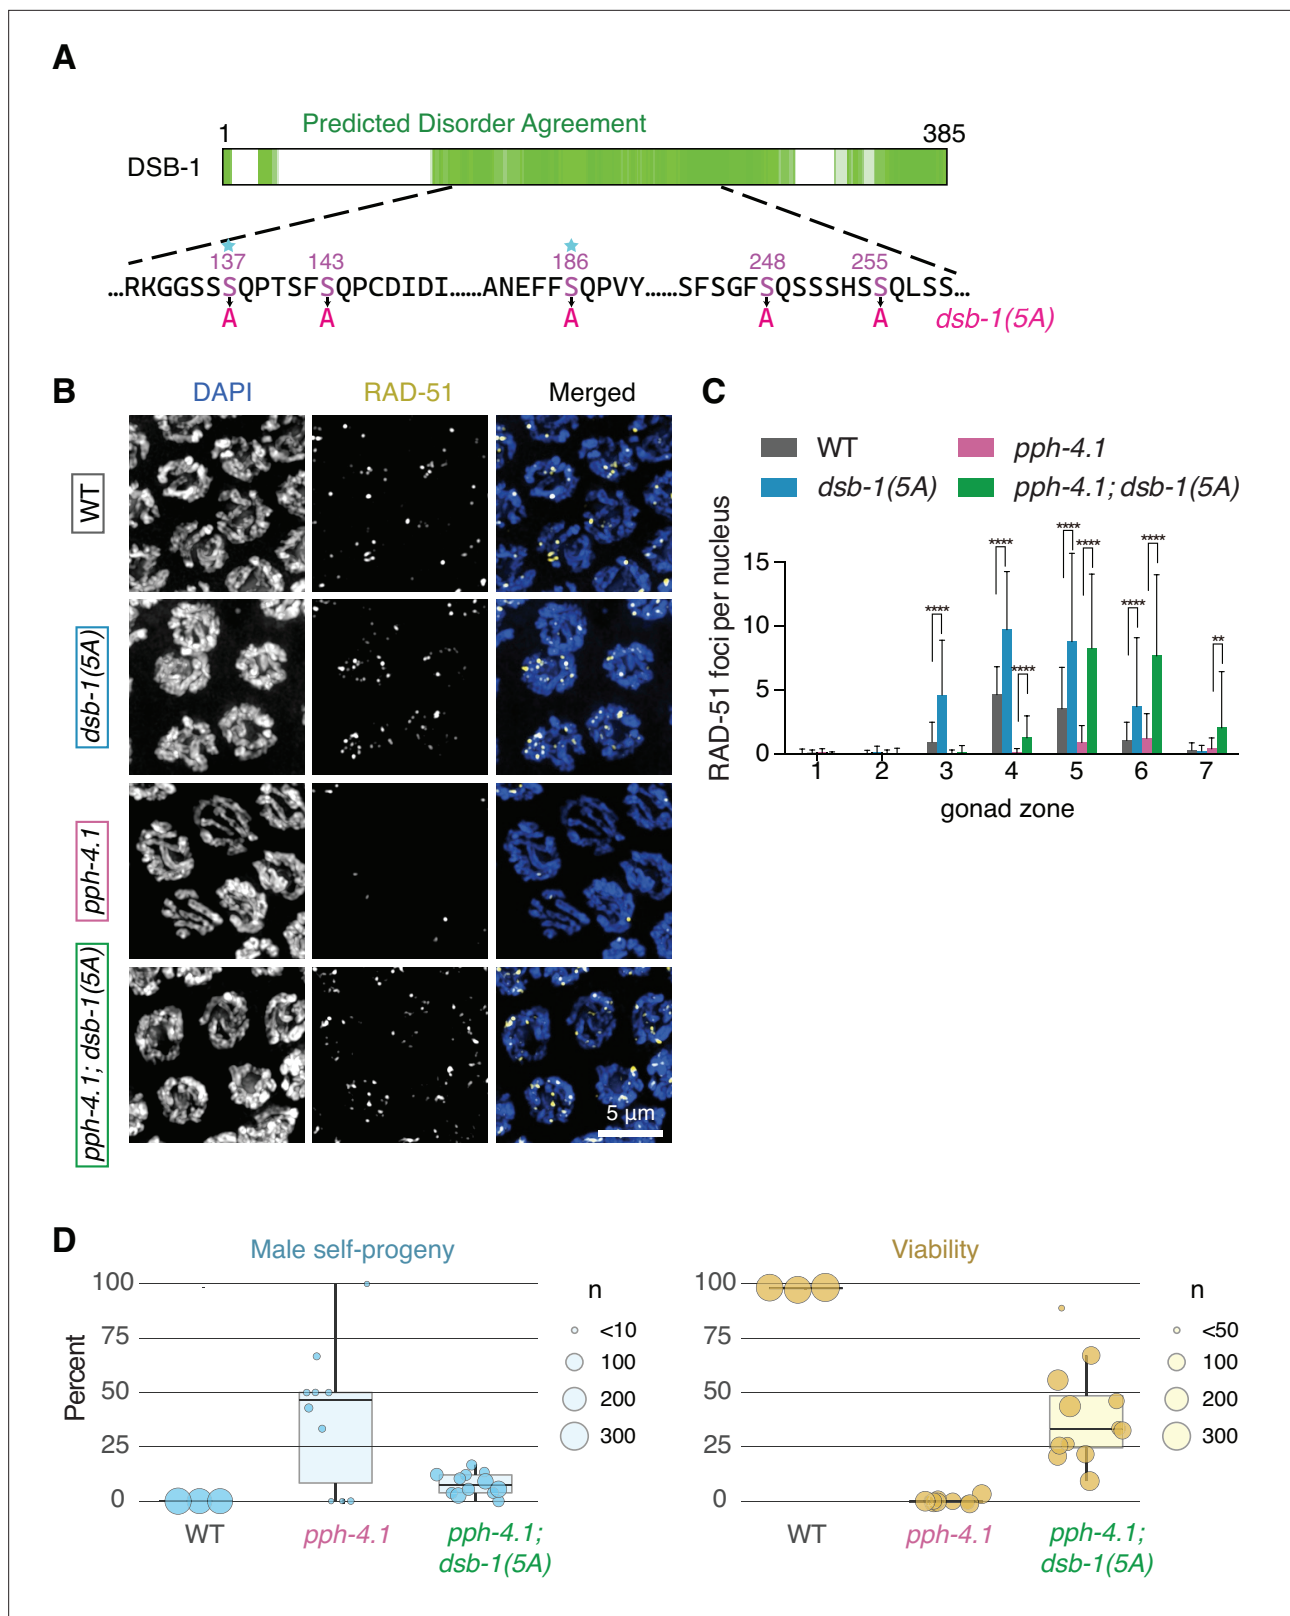 A
Predicted Disorder Agreement
1 385
DSB-1
137 143 186 248 255
...RKGGSSSQPTSFSQPCDIDI......ANEFFSQPVY......SFSGFSQSSSHSSQLSS...
A A A A A dsb-1(5A)
B
DAPI RAD-51 Merged
WT
dsb-1(5A)
pph-4.1
pph-4.1; dsb-1(5A)
5 µm
C
WT pph-4.1
dsb-1(5A) pph-4.1; dsb-1(5A)
RAD-51 foci per nucleus
15
10
5
0
**** **** **** **** **** **** **** **
1 2 3 4 5 6 7
gonad zone
D
Male self-progeny
Percent
100
75
50
25
0
WT pph-4.1 pph-4.1;
dsb-1(5A)
n
<10
100
200
300
Viability
100
75
50
25
0
WT pph-4.1 pph-4.1;
dsb-1(5A)
n
<50
100
200
300